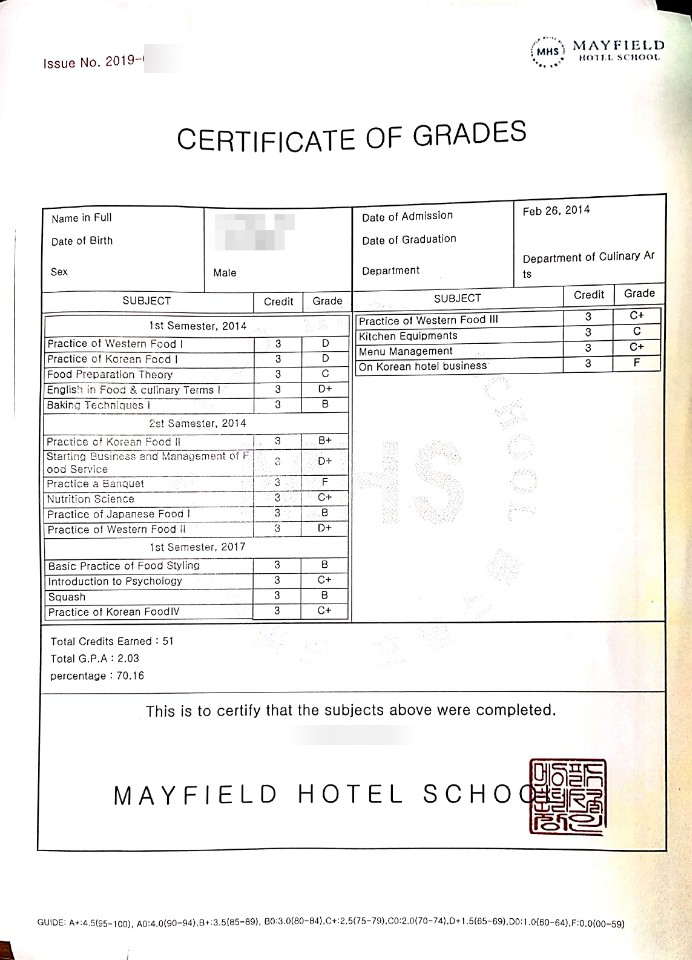 Issue No. 2019-
MHS
MAYFIELD
HOTEL SCHOOL
CERTIFICATE OF GRADES
Name in Full
Date of Birth
Sex Male
Date of Admission Feb 26, 2014
Date of Graduation
Department Department of Culinary Ar
ts
SUBJECT Credit Grade
1st Semester, 2014
Practice of Western Food I 3 D
Practice of Korean Food I 3 D
Food Preparation Theory 3 C
English in Food & culinary Terms I 3 D+
Baking Techniques I 3 B
2st Semester, 2014
Practice of Korean Food II 3 B+
Starting Business and Management of F
ood Service 3 D+
Practice a Banquet 3 F
Nutrition Science 3 C+
Practice of Japanese Food I 3 B
Practice of Western Food II 3 D+
1st Semester, 2017
Basic Practice of Food Styling 3 B
Introduction to Psychology 3 C+
Squash 3 B
Practice of Korean FoodIV 3 C+
SUBJECT Credit Grade
Practice of Western Food III 3 C+
Kitchen Equipments 3 C
Menu Management 3 C+
On Korean hotel business 3 F
HS
CHOOL
Total Credits Earned : 51
Total G.P.A : 2.03
percentage : 70.16
This is to certify that the subjects above were completed.
MAYFIELD HOTEL SCHOO
GUIDE: A+:4.5(95-100), A0:4.0(90-94),B+:3.5(85-89), B0:3.0(80-84),C+:2.5(75-79),C0:2.0(70-74),D+1.5(65-69),D0:1.0(60-64),F:0.0(00-59)